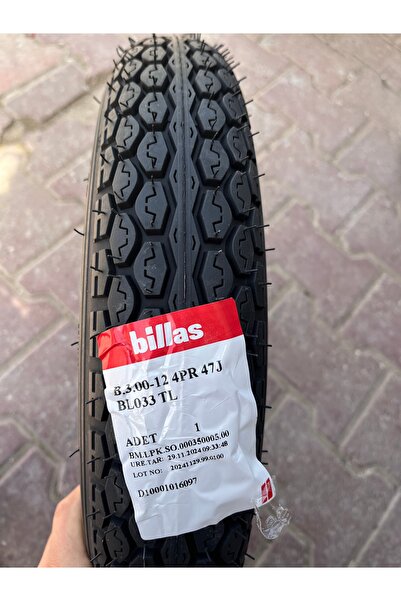 billas
B.3.00-12 4PR 47J
BL033 TL
ADET 1
BM.LPK.SO.000350005.00
URE.TAR: 29.11.2024 09:33:48
LOT NO: 20241129.99.0100
D10001016097